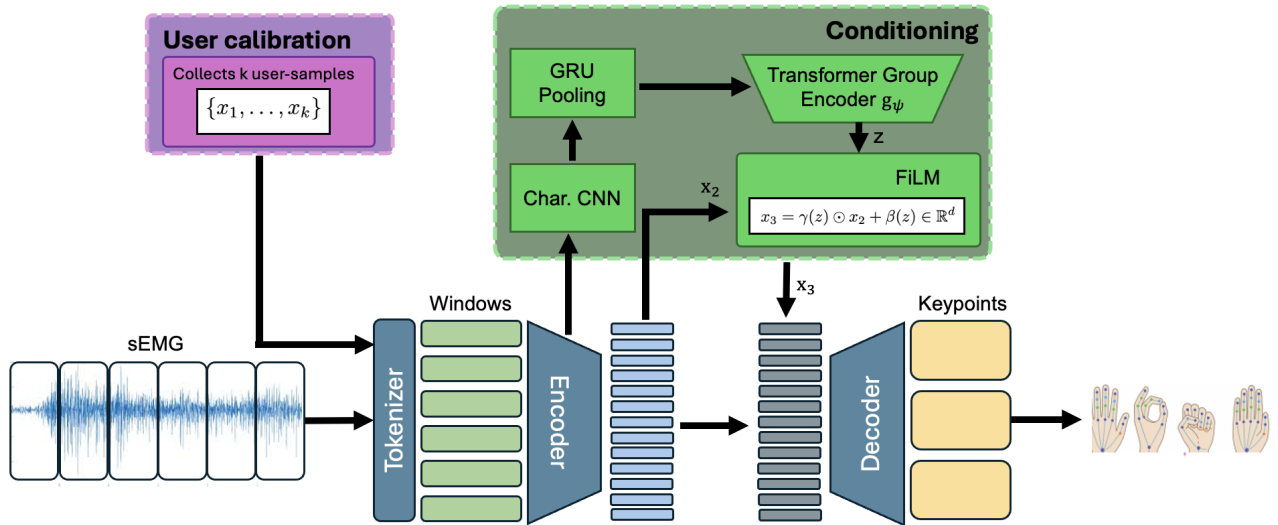 User calibration
Collects k user-samples
{x₁, . . . , xₖ}
Conditioning
GRU
Pooling
Transformer Group
Encoder gψ
z
Char. CNN
x₂
FiLM
x₃ = γ(z) ⊙ x₂ + β(z) ∈ ℝᵈ
x₃
sEMG
Tokenizer
Windows
Encoder
Decoder
Keypoints